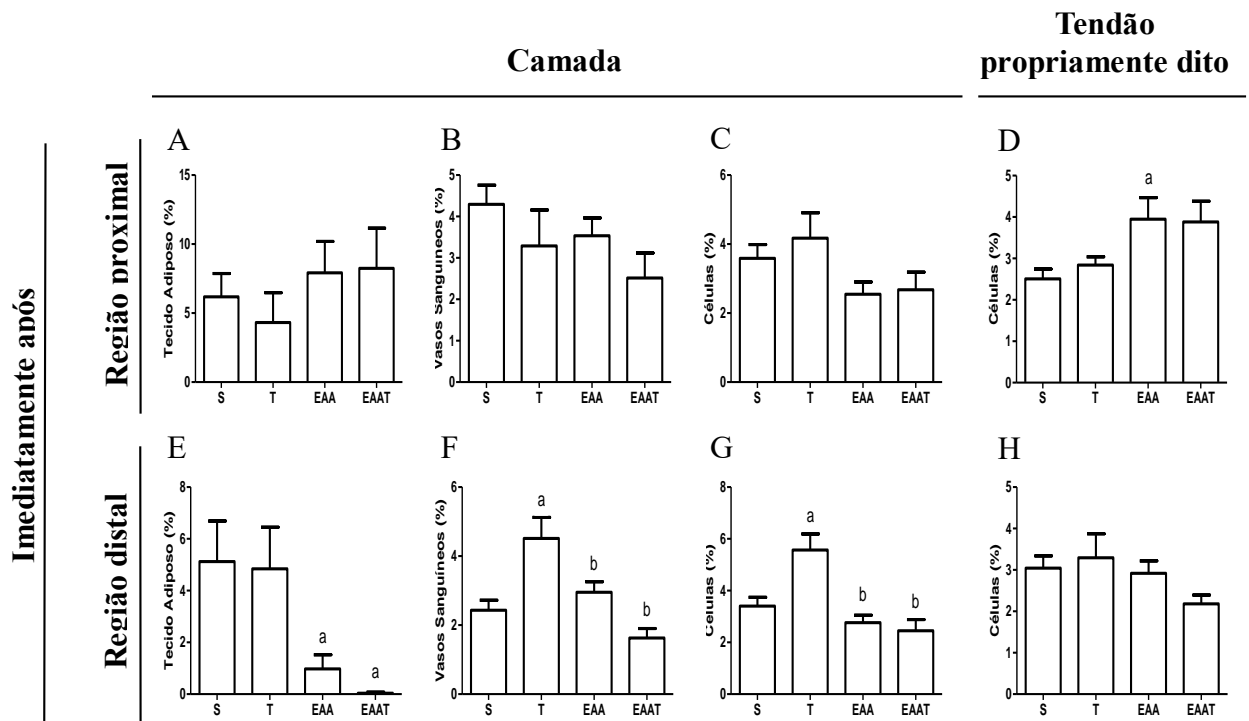 Tendão
propriamente dito
Camada
Imediatamente após
Região proximal
A
Tecido Adiposo (%)
15
10
5
0
S T EAA EAAT
B
Vasos Sanguíneos (%)
5
4
3
2
1
0
S T EAA EAAT
C
Células (%)
6
4
2
0
S T EAA EAAT
D
Células (%)
5
4
3
2
1
0
a
S T EAA EAAT
Região distal
E
Tecido Adiposo (%)
8
6
4
2
0
a a
S T EAA EAAT
F
Vasos Sanguíneos (%)
6
4
2
0
a b b
S T EAA EAAT
G
Celulas (%)
8
6
4
2
0
a b b
S T EAA EAAT
H
Células (%)
5
4
3
2
1
0
S T EAA EAAT